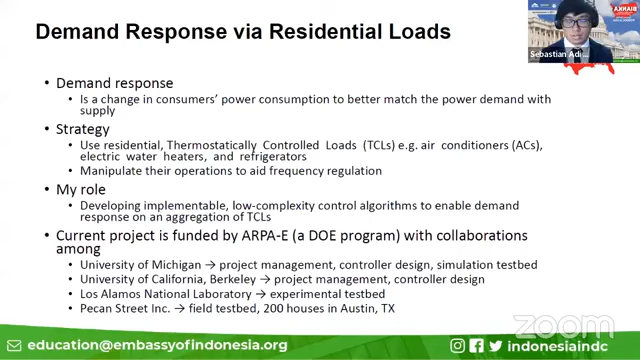 Demand Response via Residential Loads
Sebastian Adi...
• Demand response
• Is a change in consumers' power consumption to better match the power demand with
supply
• Strategy
• Use residential, Thermostatically Controlled Loads (TCLs) e.g. air conditioners (ACs),
electric water heaters, and refrigerators
• Manipulate their operations to aid frequency regulation
• My role
• Developing implementable, low-complexity control algorithms to enable demand
response on an aggregation of TCLs
• Current project is funded by ARPA-E (a DOE program) with collaborations
among
• University of Michigan → project management, controller design, simulation testbed
• University of California, Berkeley → project management, controller design
• Los Alamos National Laboratory → experimental testbed
• Pecan Street Inc. → field testbed, 200 houses in Austin, TX
zoom
education@embassyofindonesia.org
indonesiaindc